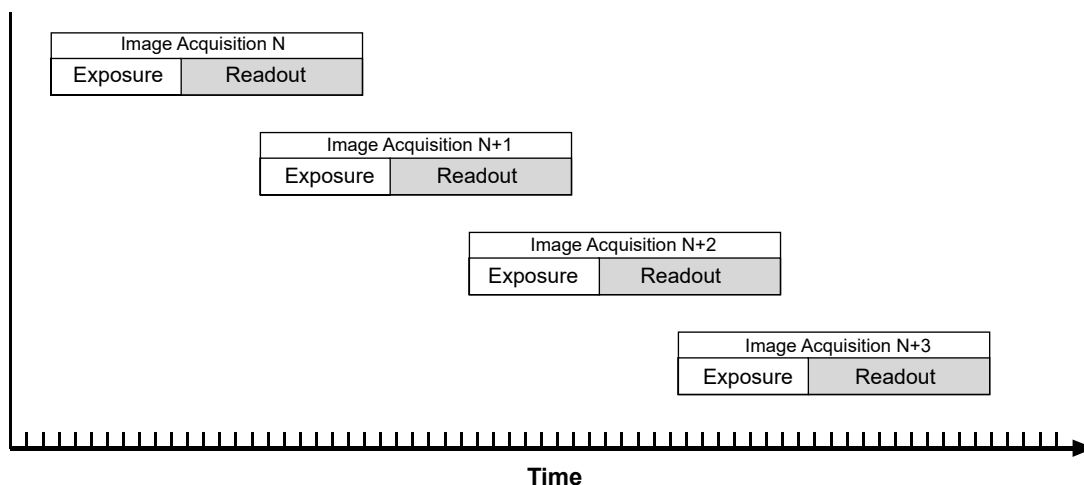 Image Acquisition N
Exposure Readout
Image Acquisition N+1
Exposure Readout
Image Acquisition N+2
Exposure Readout
Image Acquisition N+3
Exposure Readout
Time